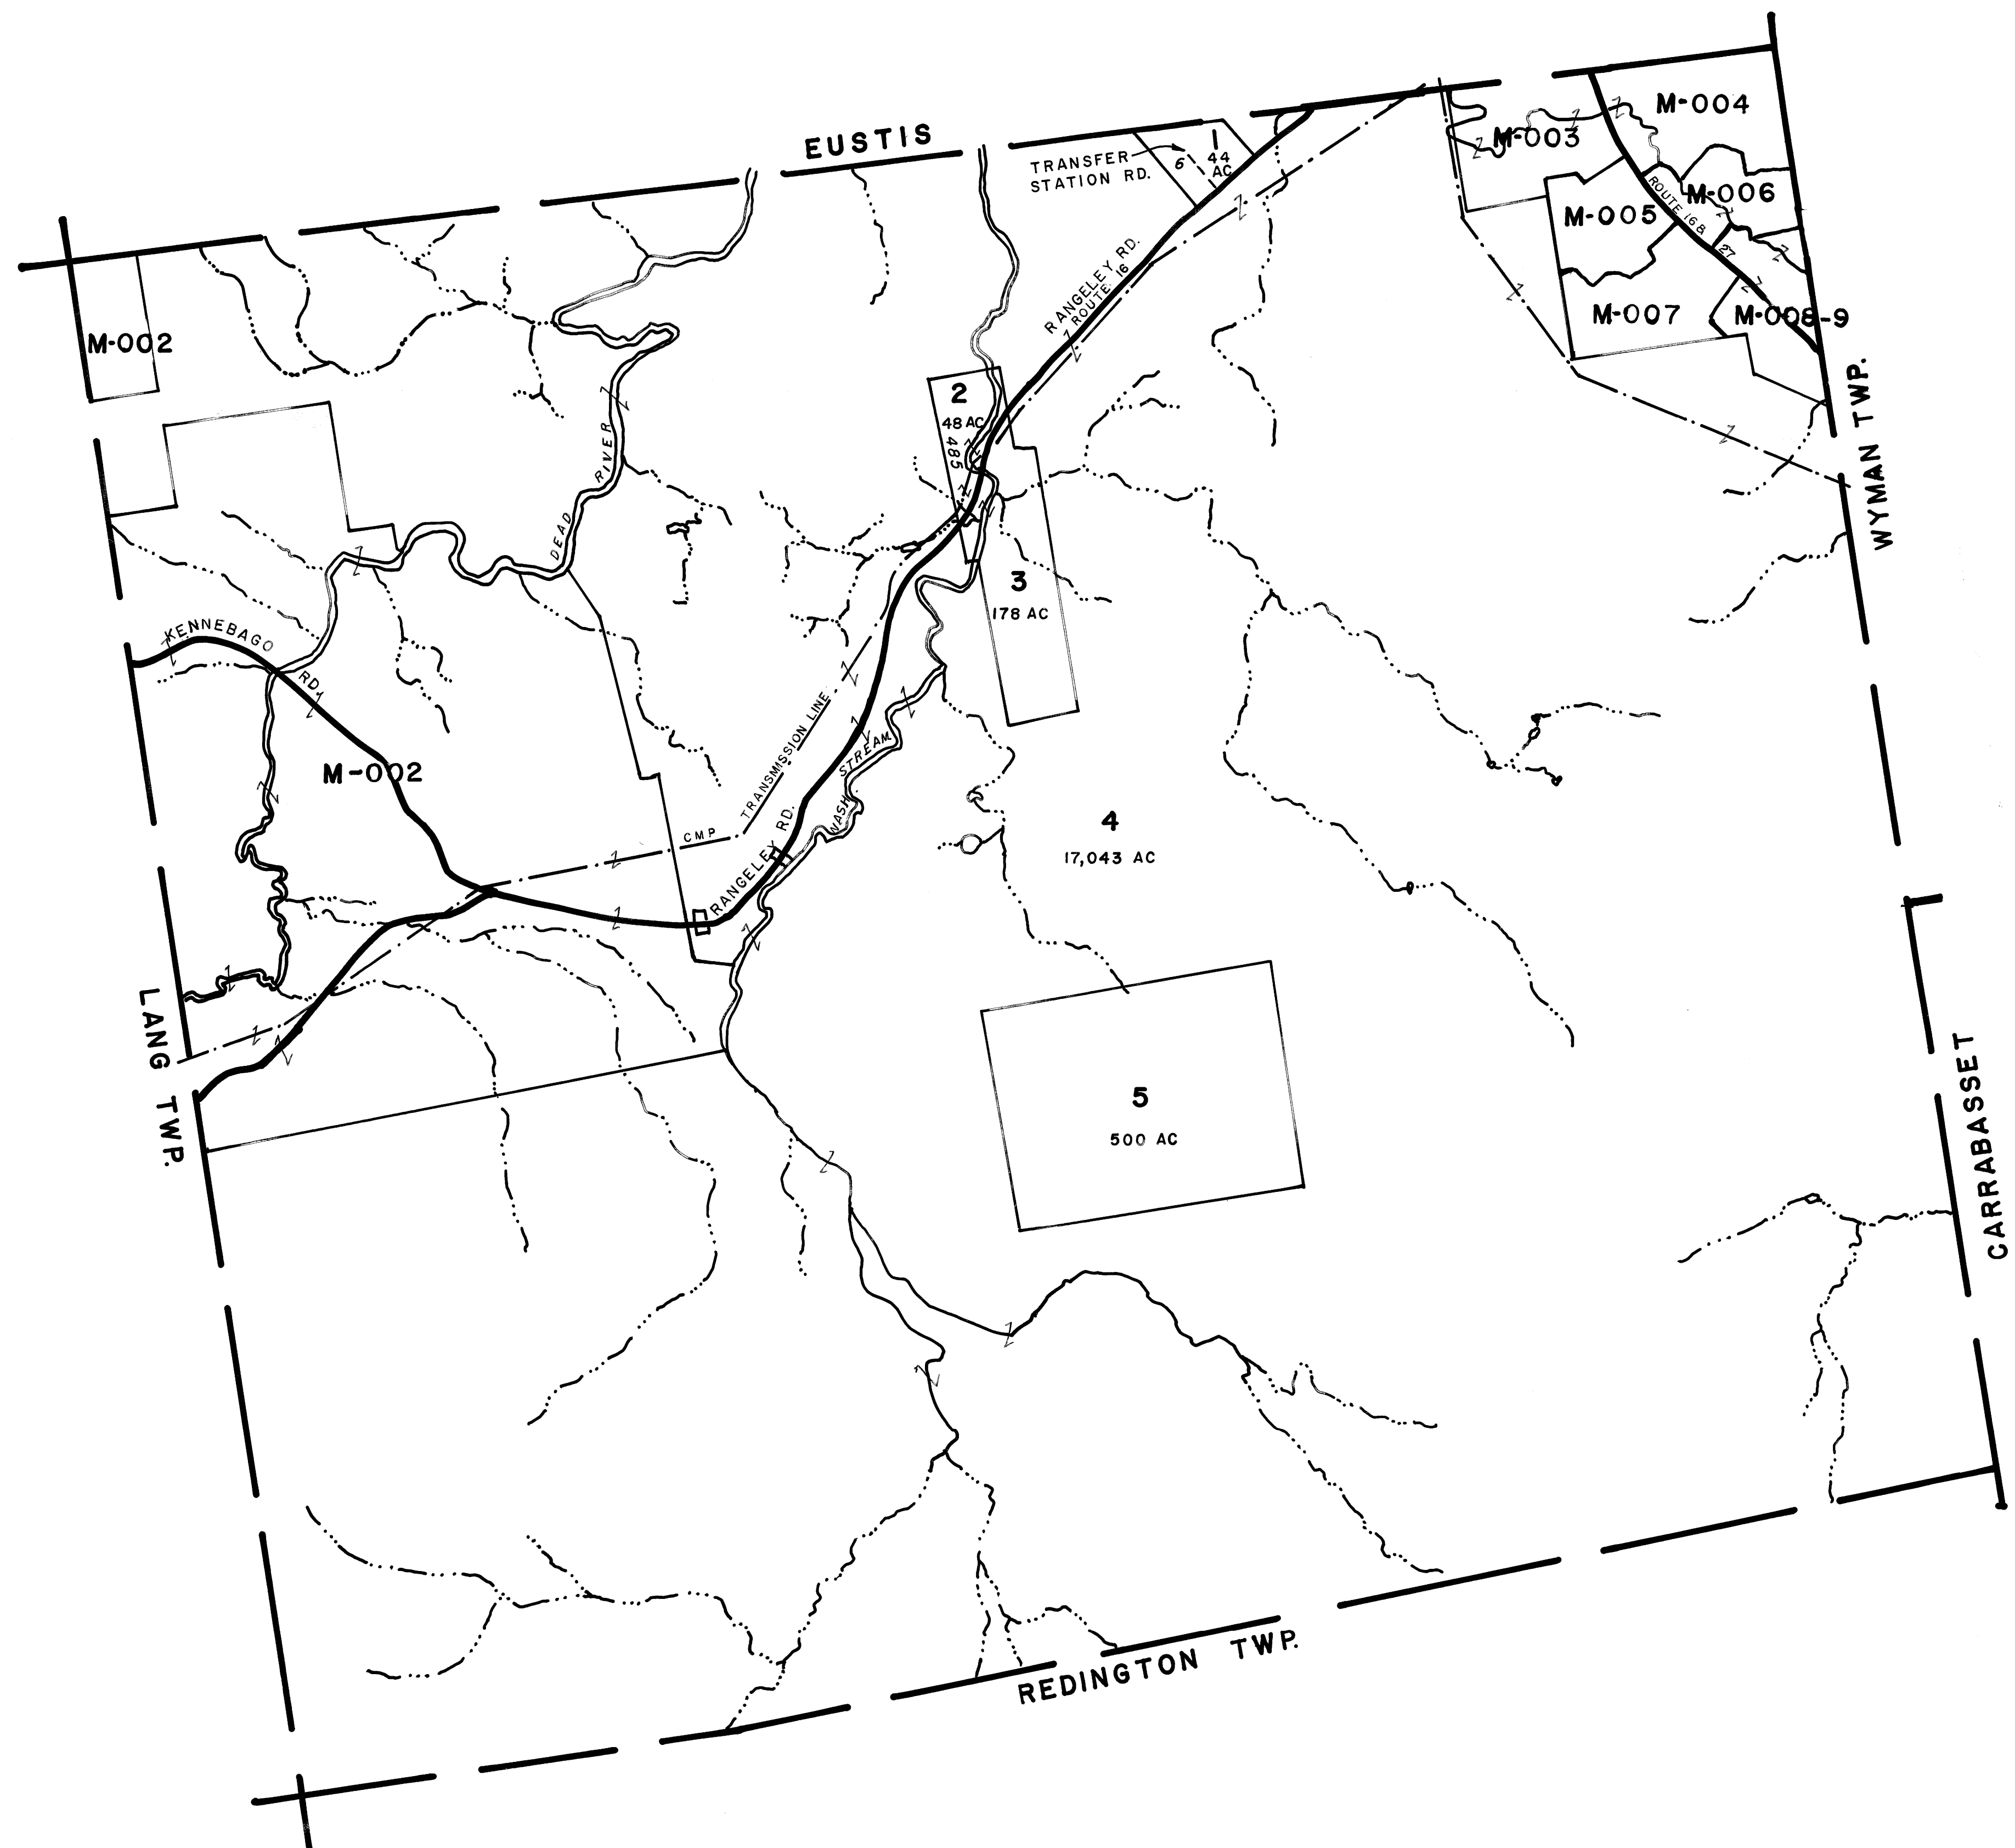 EUSTIS
TRANSFER
STATION RD.
1
44
AC
6
M-003
M-004
M-005
M-006
ROUTE 16 &
27
M-007
M-008-9
WYMAN TWP.
RANGELEY RD.
ROUTE 16
M-002
2
48 AC
485
3
178 AC
DEAD RIVER
KENNEBAGO
RD.
M-002
CMP TRANSMISSION LINE
RANGELEY RD.
NASH STREAM
4
17,043 AC
5
500 AC
LANG TWP.
CARRABASSET
REDINGTON TWP.